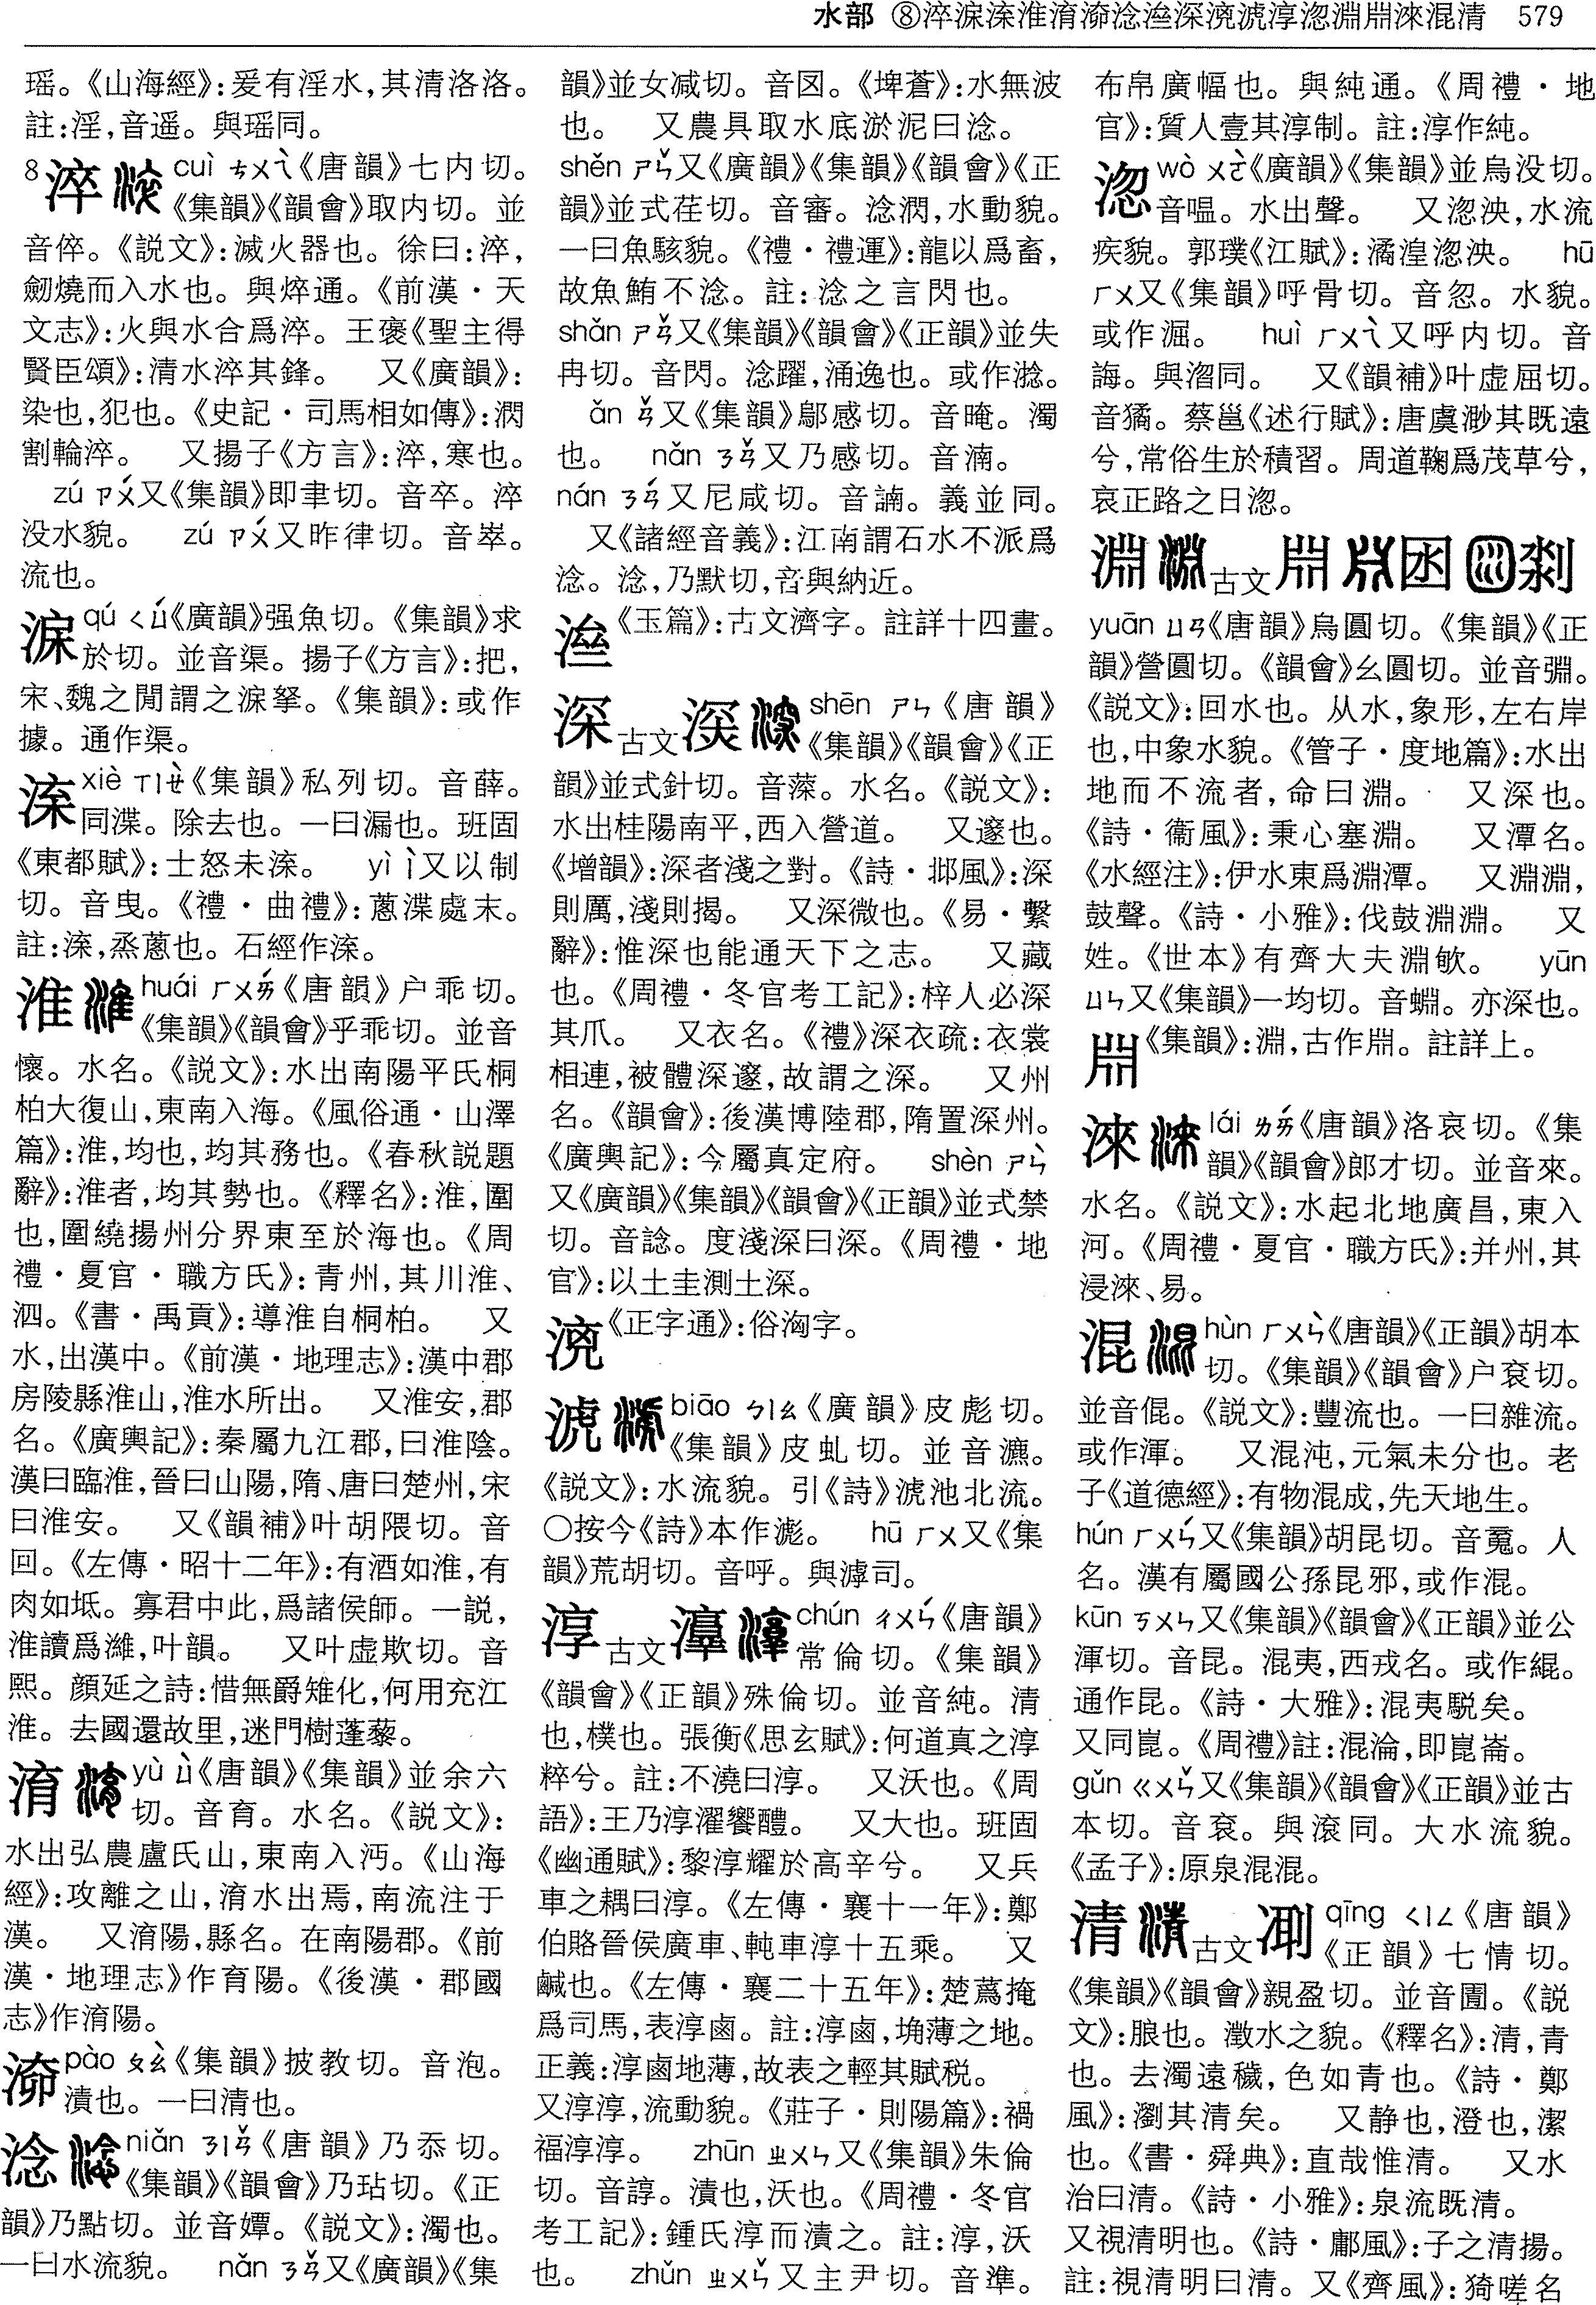 水部 ⑧淬淭深淮淯淠淰𣵽深淕淲淳淴淵淵淶混清 579
瑶。《山海經》：爰有淫水，其清洛洛。
註：淫，音遥。與瑶同。
8淬 cuì ㄘㄨㄟˋ《唐韻》七内切。
《集韻》《韻會》取内切。並
音倅。《説文》：滅火器也。徐曰：淬，
劒燒而入水也。與焠通。《前漢·天
文志》：火與水合爲淬。王褒《聖主得
賢臣頌》：清水淬其鋒。 又《廣韻》：
染也，犯也。《史記·司馬相如傳》：潤
割輪淬。 又揚子《方言》：淬，寒也。
zú ㄗㄨˊ又《集韻》即聿切。音卒。淬
没水貌。 zú ㄗㄨˊ又昨律切。音崒。
流也。
淭 qú ㄑㄩˊ《廣韻》强魚切。《集韻》求
於切。並音渠。揚子《方言》：把，
宋、魏之閒謂之淭挐。《集韻》：或作
據。通作渠。
xiè ㄒㄧㄝˋ《集韻》私列切。音薛。
同渫。除去也。一曰漏也。班固
《東都賦》：士怒未。 yì ㄧˋ又以制
切。音曳。《禮·曲禮》：蔥渫處末。
註：，烝蔥也。石經作。
淮 huái ㄏㄨㄞˊ《唐韻》户乖切。
《集韻》《韻會》乎乖切。並音
懷。水名。《説文》：水出南陽平氏桐
柏大復山，東南入海。《風俗通·山澤
篇》：淮，均也，均其務也。《春秋説題
辭》：淮者，均其勢也。《釋名》：淮，圍
也，圍繞揚州分界東至於海也。《周
禮·夏官·職方氏》：青州，其川淮、
泗。《書·禹貢》：導淮自桐柏。 又
水，出漢中。《前漢·地理志》：漢中郡
房陵縣淮山，淮水所出。 又淮安，郡
名。《廣輿記》：秦屬九江郡，曰淮陰。
漢曰臨淮，晉曰山陽，隋、唐曰楚州，宋
曰淮安。 又《韻補》叶胡隈切。音
回。《左傳·昭十二年》：有酒如淮，有
肉如坻。寡君中此，爲諸侯師。一説，
淮讀爲濰，叶韻。 又叶虚欺切。音
熙。顔延之詩：惜無爵雉化，何用充江
淮。去國還故里，迷門樹蓬藜。
淯 yù ㄩˋ《唐韻》《集韻》並余六
切。音育。水名。《説文》：
水出弘農盧氏山，東南入沔。《山海
經》：攻離之山，淯水出焉，南流注于
漢。 又淯陽，縣名。在南陽郡。《前
漢·地理志》作育陽。《後漢·郡國
志》作淯陽。
pào ㄆㄠˋ《集韻》披教切。音泡。
漬也。一曰清也。
淰 niǎn ㄋㄧㄢˇ《唐韻》乃忝切。
《集韻》《韻會》乃玷切。《正
韻》乃點切。並音嬋。《説文》：濁也。
一曰水流貌。 nǎn ㄋㄢˇ又《廣韻》《集
韻》並女减切。音図。《埤蒼》：水無波
也。 又農具取水底淤泥曰淰。
shěn ㄕㄣˇ又《廣韻》《集韻》《韻會》《正
韻》並式荏切。音審。淰潤，水動貌。
一曰魚駭貌。《禮·禮運》：龍以爲畜，
故魚鮪不淰。註：淰之言閃也。
shǎn ㄕㄢˇ又《集韻》《韻會》《正韻》並失
冉切。音閃。淰躍，涌逸也。或作。
ǎn ㄢˇ又《集韻》鄔感切。音晻。濁
也。 nǎn ㄋㄢˇ又乃感切。音湳。
nán ㄋㄢˊ又尼咸切。音諵。義並同。
又《諸經音義》：江南謂石水不派爲
淰。淰，乃默切，音與納近。
《玉篇》：古文濟字。註詳十四畫。
深 古文 shēn ㄕㄣ《唐韻》
《集韻》《韻會》《正
韻》並式針切。音蒤。水名。《説文》：
水出桂陽南平，西入營道。 又邃也。
《增韻》：深者淺之對。《詩·邶風》：深
則厲，淺則揭。 又深微也。《易·繫
辭》：惟深也能通天下之志。 又藏
也。《周禮·冬官考工記》：梓人必深
其爪。 又衣名。《禮》深衣疏：衣裳
相連，被體深邃，故謂之深。 又州
名。《韻會》：後漢博陸郡，隋置深州。
《廣輿記》：今屬真定府。 shèn ㄕㄣˋ
又《廣韻》《集韻》《韻會》《正韻》並式禁
切。音諗。度淺深曰深。《周禮·地
官》：以土圭測土深。
《正字通》：俗洶字。
淲 biāo ㄅㄧㄠ《廣韻》皮彪切。
《集韻》皮虬切。並音瀌。
《説文》：水流貌。引《詩》淲池北流。
〇按今《詩》本作滮。 hū ㄏㄨ又《集
韻》荒胡切。音呼。與滹司。
淳 古文 chún ㄔㄨㄣˊ《唐韻》
常倫切。《集韻》
《韻會》《正韻》殊倫切。並音純。清
也，樸也。張衡《思玄賦》：何道真之淳
粹兮。註：不澆曰淳。 又沃也。《周
語》：王乃淳濯饗醴。 又大也。班固
《幽通賦》：黎淳耀於高辛兮。 又兵
車之耦曰淳。《左傳·襄十一年》：鄭
伯賂晉侯廣車、軘車淳十五乘。 又
鹹也。《左傳·襄二十五年》：楚蔿掩
爲司馬，表淳鹵。註：淳鹵，埆薄之地。
正義：淳鹵地薄，故表之輕其賦税。
又淳淳，流動貌。《莊子·則陽篇》：禍
福淳淳。 zhūn ㄓㄨㄣ又《集韻》朱倫
切。音諄。漬也，沃也。《周禮·冬官
考工記》：鍾氏淳而漬之。註：淳，沃
也。 zhǔn ㄓㄨㄣˇ又主尹切。音準。
布帛廣幅也。與純通。《周禮·地
官》：質人壹其淳制。註：淳作純。
淴 wò ㄨㄛˋ《廣韻》《集韻》並烏没切。
音嗢。水出聲。 又淴泱，水流
疾貌。郭璞《江賦》：潏湟淴泱。 hū
ㄏㄨ又《集韻》呼骨切。音忽。水貌。
或作淈。 huì ㄏㄨㄟˋ又呼内切。音
誨。與㴞同。 又《韻補》叶虚屈切。
音獝。蔡邕《述行賦》：唐虞渺其既遠
兮，常俗生於積習。周道鞠爲茂草兮，
哀正路之日淴。
淵 古文 𣶒 囦
yuān ㄩㄢ《唐韻》烏圓切。《集韻》《正
韻》營圓切。《韻會》幺圓切。並音弲。
《説文》：回水也。从水，象形，左右岸
也，中象水貌。《管子·度地篇》：水出
地而不流者，命曰淵。 又深也。
《詩·衞風》：秉心塞淵。 又潭名。
《水經注》：伊水東爲淵潭。 又淵淵，
鼓聲。《詩·小雅》：伐鼓淵淵。 又
姓。《世本》有齊大夫淵敏。 yūn
ㄩㄣ又《集韻》一均切。音蜵。亦深也。
𣶒《集韻》：淵，古作𣶒。註詳上。
淶 lái ㄌㄞˊ《唐韻》洛哀切。《集
韻》《韻會》郎才切。並音來。
水名。《説文》：水起北地廣昌，東入
河。《周禮·夏官·職方氏》：并州，其
浸淶、易。
混 hùn ㄏㄨㄣˋ《唐韻》《正韻》胡本
切。《集韻》《韻會》户衮切。
並音倱。《説文》：豐流也。一曰雜流。
或作渾。 又混沌，元氣未分也。老
子《道德經》：有物混成，先天地生。
hún ㄏㄨㄣˊ又《集韻》胡昆切。音䰟。人
名。漢有屬國公孫昆邪，或作混。
kūn ㄎㄨㄣ又《集韻》《韻會》《正韻》並公
渾切。音昆。混夷，西戎名。或作緄。
通作昆。《詩·大雅》：混夷駾矣。
又同崑。《周禮》註：混淪，即崑崙。
gǔn ㄍㄨㄣˇ又《集韻》《韻會》《正韻》並古
本切。音袞。與滾同。大水流貌。
《孟子》：原泉混混。
清 古文 qīng ㄑㄧㄥ《唐韻》
《正韻》七情切。
《集韻》《韻會》親盈切。並音圊。《説
文》：朖也。澂水之貌。《釋名》：清，青
也。去濁遠穢，色如青也。《詩·鄭
風》：瀏其清矣。 又静也，澄也，潔
也。《書·舜典》：直哉惟清。 又水
治曰清。《詩·小雅》：泉流既清。
又視清明也。《詩·鄘風》：子之清揚。
註：視清明曰清。又《齊風》：猗嗟名